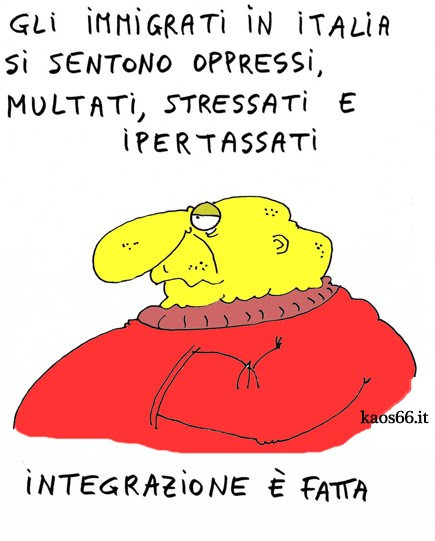 GLI IMMIGRATI IN ITALIA
SI SENTONO OPPRESSI,
MULTATI, STRESSATI E
IPERTASSATI
kaos66.it
INTEGRAZIONE È FATTA